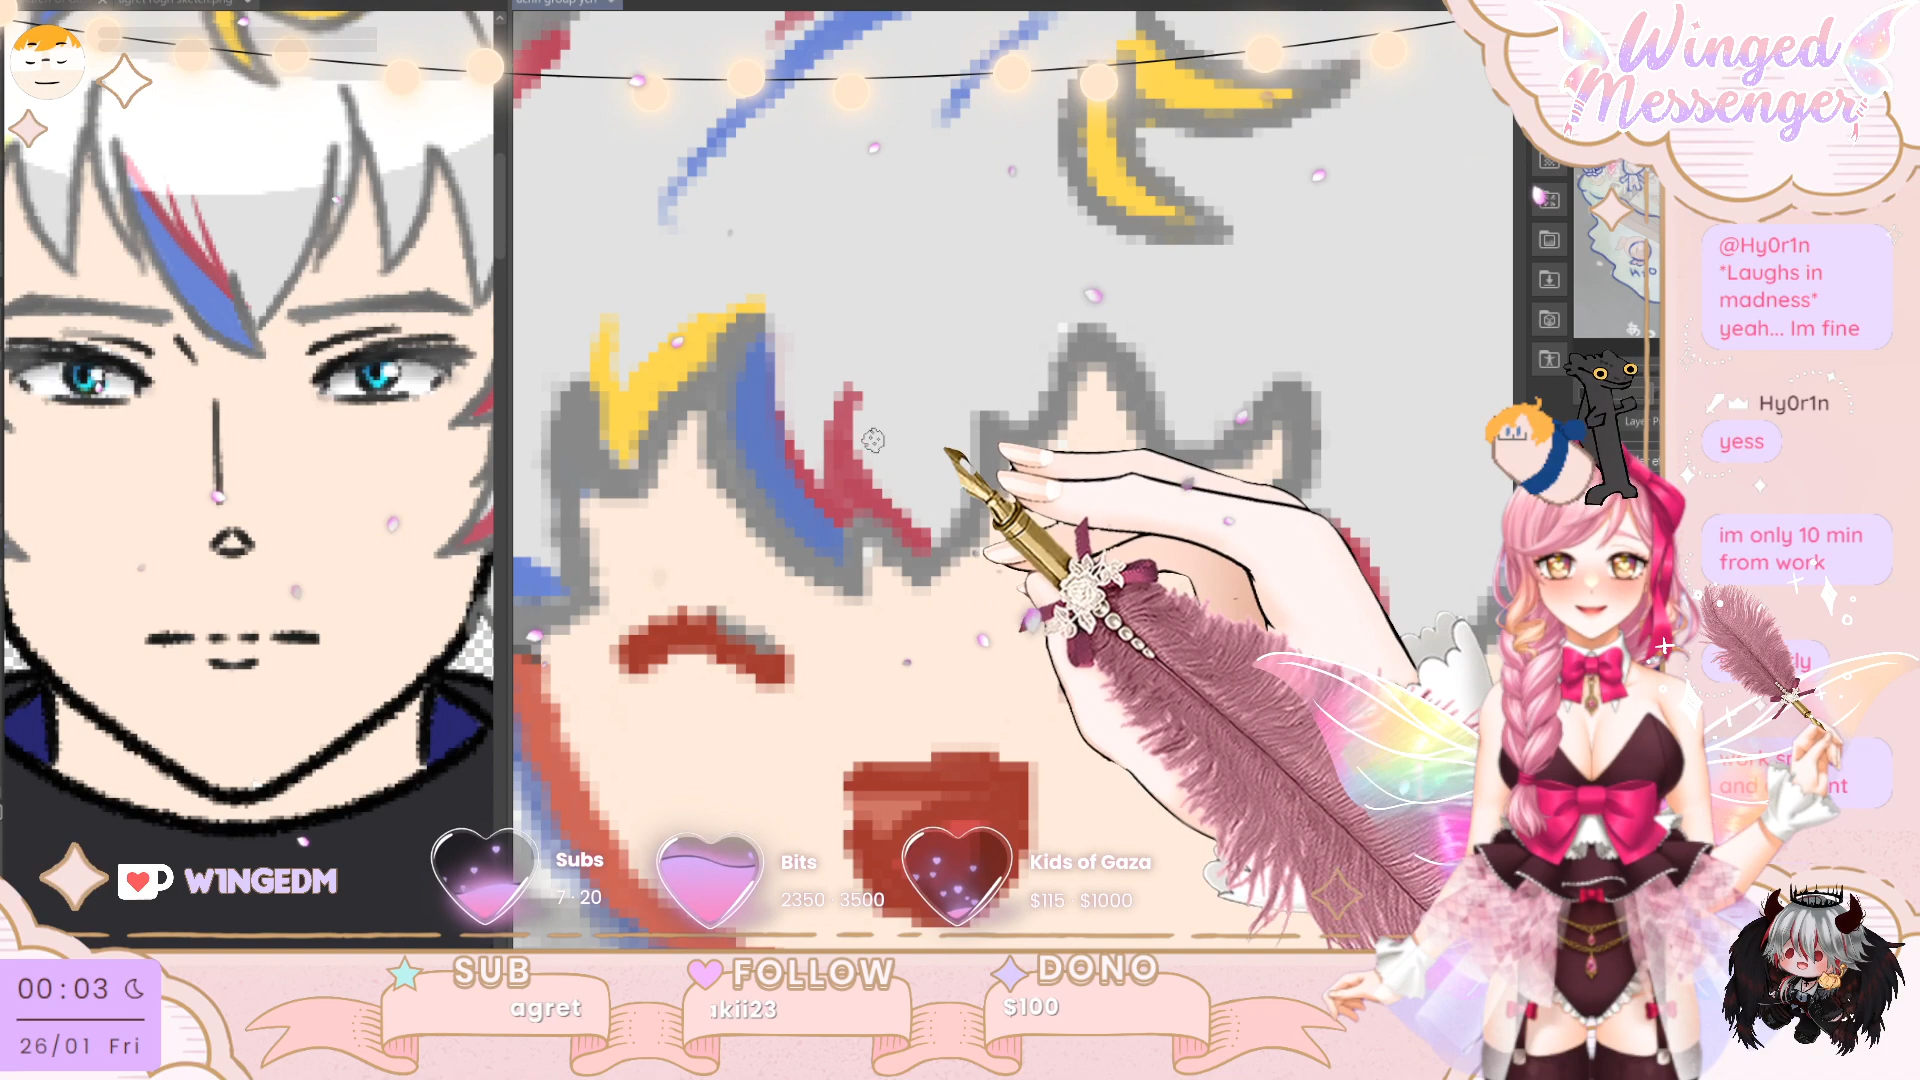 Winged
Messenger
@Hy0r1n
*Laughs in
madness*
yeah... Im fine
Hy0r1n
yess
im only 10 min
from work
and
W1NGEDM
Subs
7 · 20
Bits
2350 · 3500
Kids of Gaza
$115 · $1000
SUB
agret
FOLLOW
akii23
DONO
$100
00:03
26/01 Fri